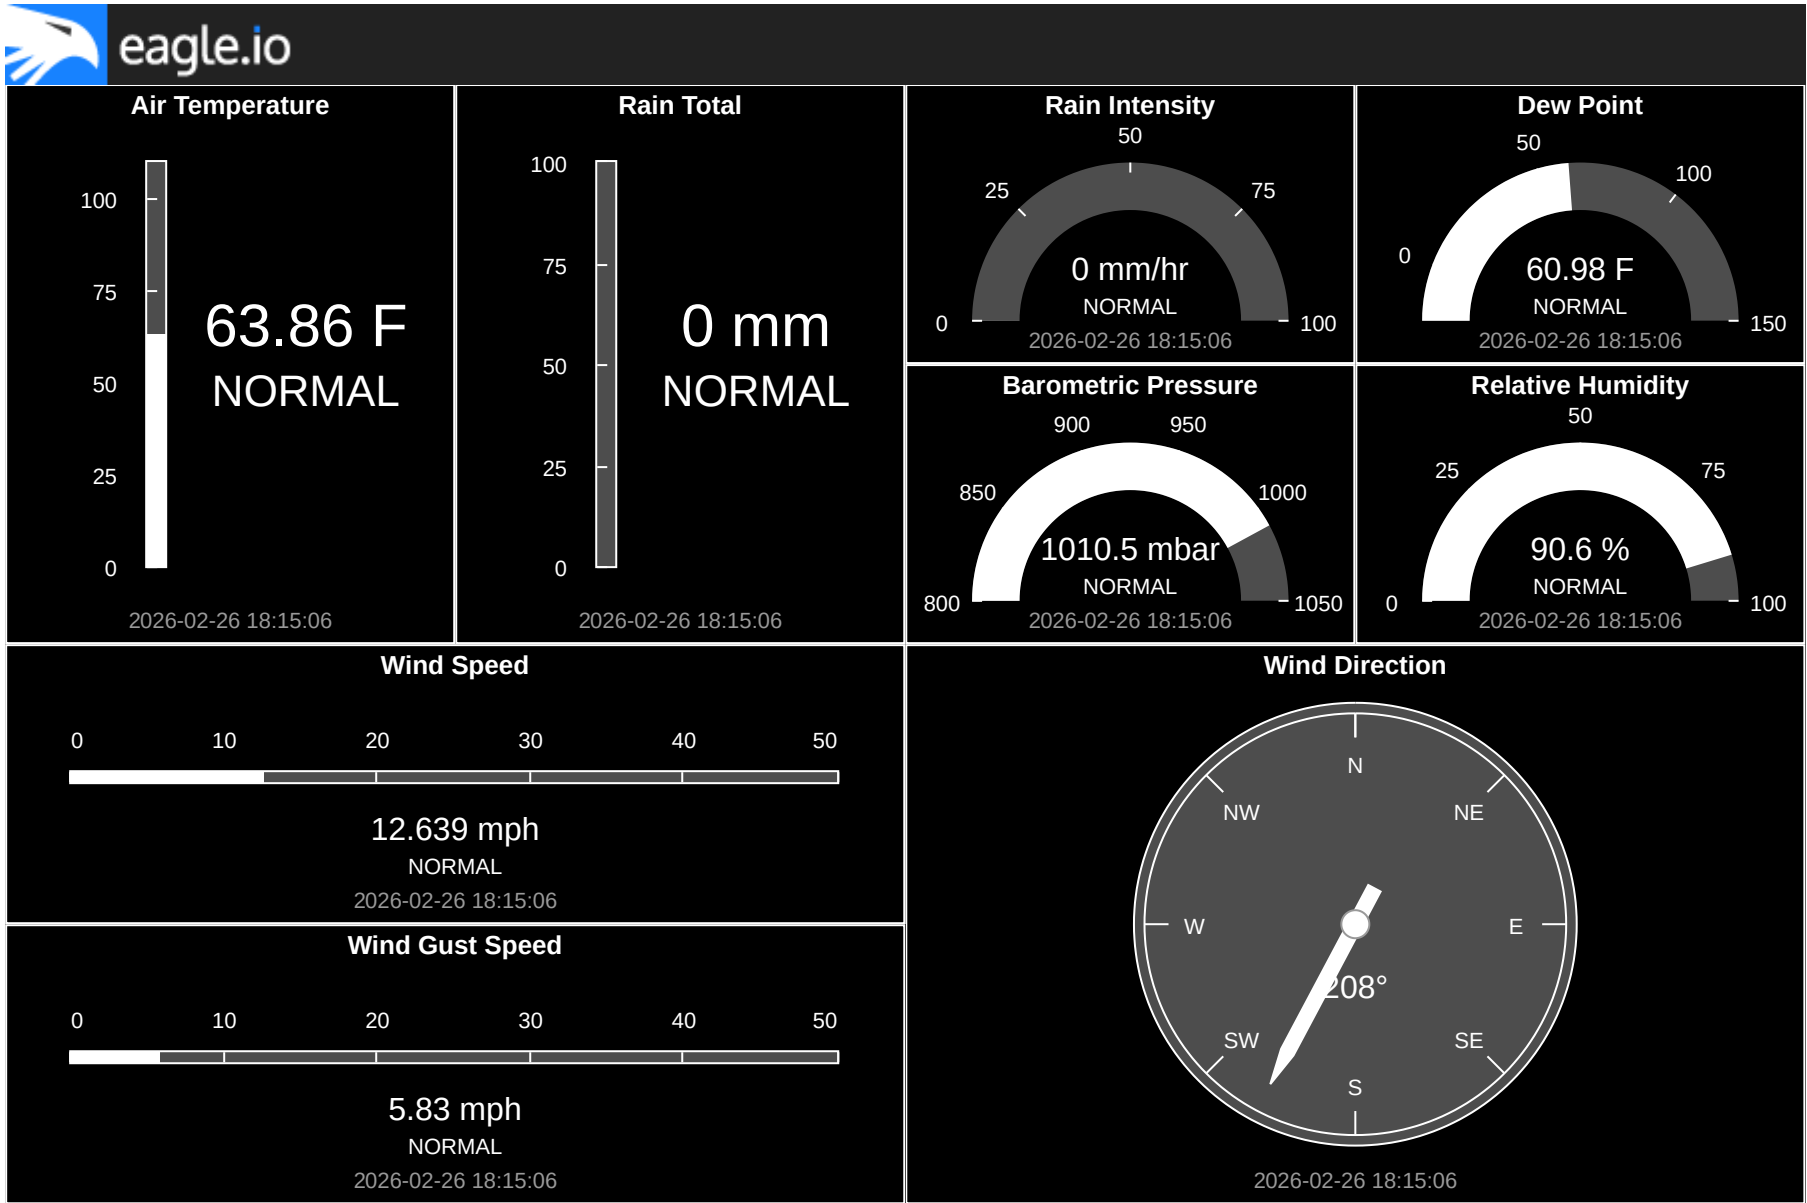 eagle.io
Air Temperature
100
75
50
25
0
63.86 F
NORMAL
2026-02-26 18:15:06
Rain Total
100
75
50
25
0
0 mm
NORMAL
2026-02-26 18:15:06
Rain Intensity
0
25
50
75
100
0 mm/hr
NORMAL
2026-02-26 18:15:06
Dew Point
0
50
100
150
60.98 F
NORMAL
2026-02-26 18:15:06
Barometric Pressure
800
850
900
950
1000
1050
1010.5 mbar
NORMAL
2026-02-26 18:15:06
Relative Humidity
0
25
50
75
100
90.6 %
NORMAL
2026-02-26 18:15:06
Wind Speed
0 10 20 30 40 50
12.639 mph
NORMAL
2026-02-26 18:15:06
Wind Gust Speed
0 10 20 30 40 50
5.83 mph
NORMAL
2026-02-26 18:15:06
Wind Direction
N
NW NE
W E
208°
SW SE
S
2026-02-26 18:15:06